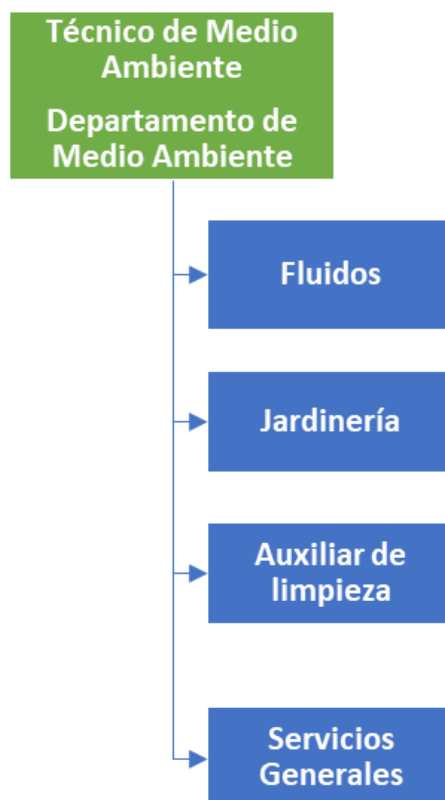 Técnico de Medio
Ambiente
Departamento de
Medio Ambiente
Fluidos
Jardinería
Auxiliar de
limpieza
Servicios
Generales